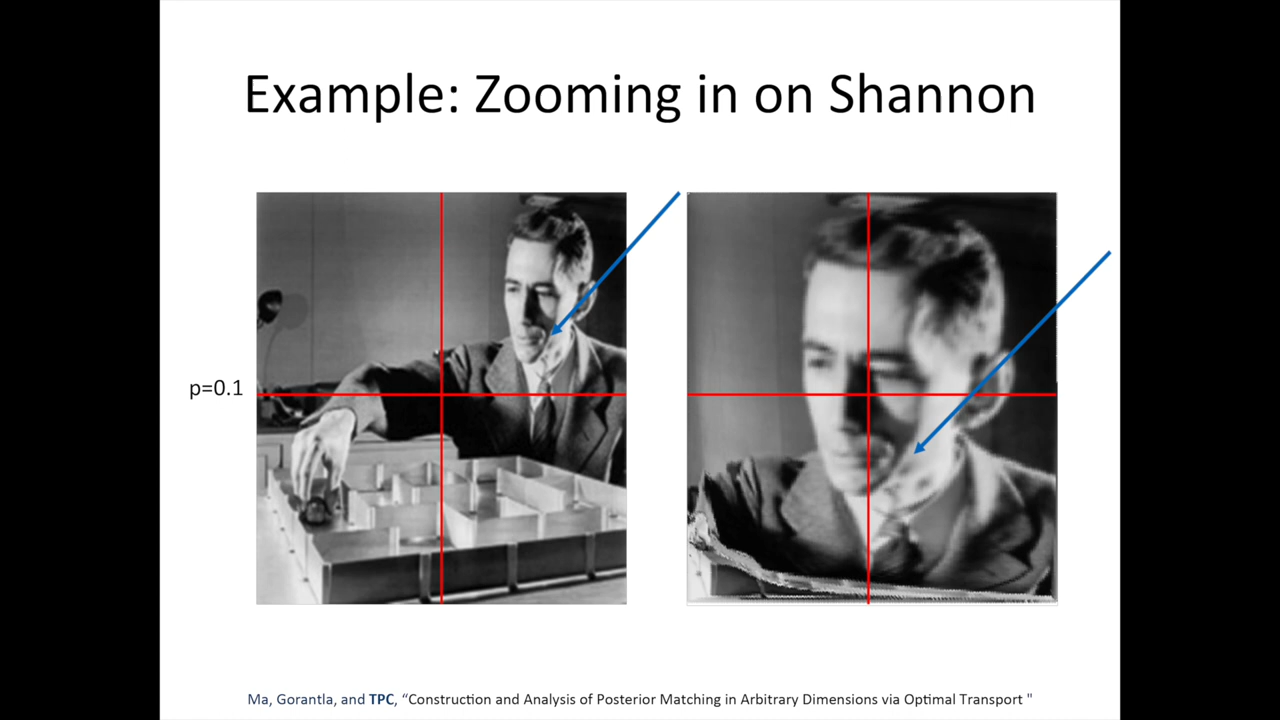 Example: Zooming in on Shannon
p=0.1
Ma, Gorantla, and TPC, “Construction and Analysis of Posterior Matching in Arbitrary Dimensions via Optimal Transport "